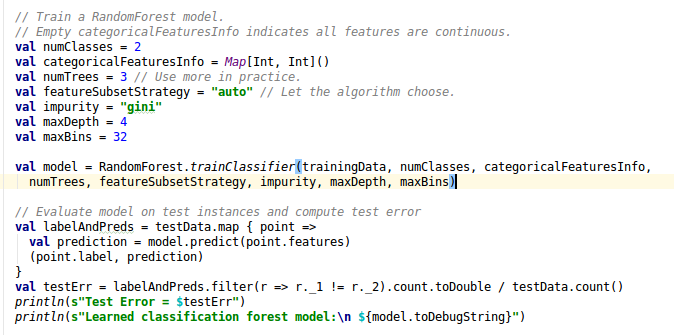 // Train a RandomForest model.
// Empty categoricalFeaturesInfo indicates all features are continuous.
val numClasses = 2
val categoricalFeaturesInfo = Map[Int, Int]()
val numTrees = 3 // Use more in practice.
val featureSubsetStrategy = "auto" // Let the algorithm choose.
val impurity = "gini"
val maxDepth = 4
val maxBins = 32

val model = RandomForest.trainClassifier(trainingData, numClasses, categoricalFeaturesInfo,
  numTrees, featureSubsetStrategy, impurity, maxDepth, maxBins)

// Evaluate model on test instances and compute test error
val labelAndPreds = testData.map { point =>
  val prediction = model.predict(point.features)
  (point.label, prediction)
}
val testErr = labelAndPreds.filter(r => r._1 != r._2).count.toDouble / testData.count()
println(s"Test Error = $testErr")
println(s"Learned classification forest model:\n ${model.toDebugString}")